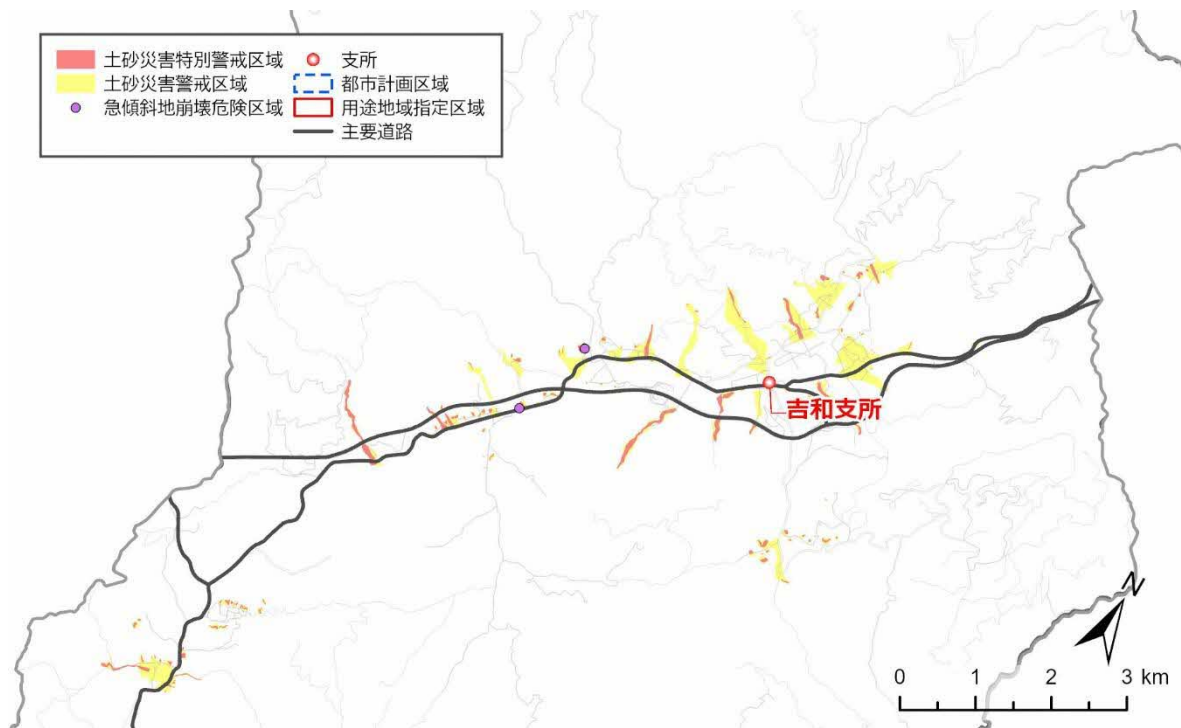 土砂災害特別警戒区域
支所
土砂災害警戒区域
都市計画区域
急傾斜地崩壊危険区域
用途地域指定区域
主要道路
吉和支所
N
0 1 2 3 km